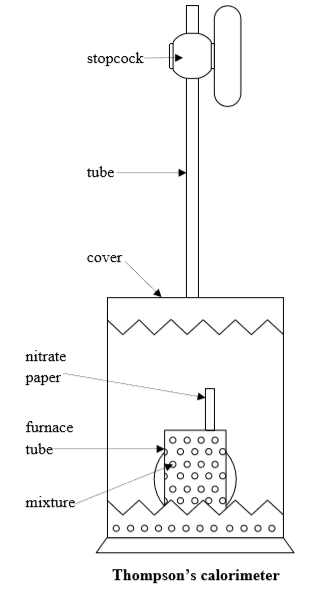 stopcock
tube
cover
nitrate
paper
furnace
tube
mixture
Thompson's calorimeter